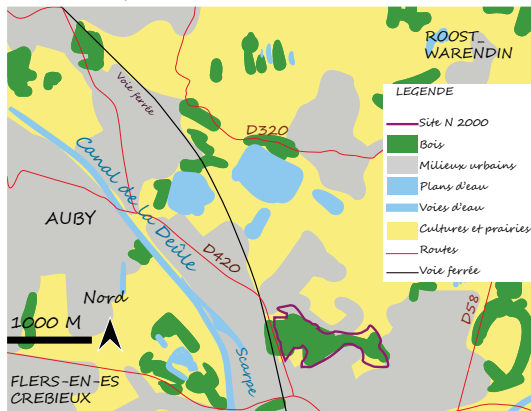 ROOST_
WARENDIN
Voie ferrée
LEGENDE
Site N 2000
Bois
Milieux urbains
Plans d'eau
Voies d'eau
Cultures et prairies
Routes
Voie ferrée
D320
Canal de la Deûle
AUBY
D420
Nord
1000 M
D58
Scarpe
FLERS-EN-ES
CREBIEUX